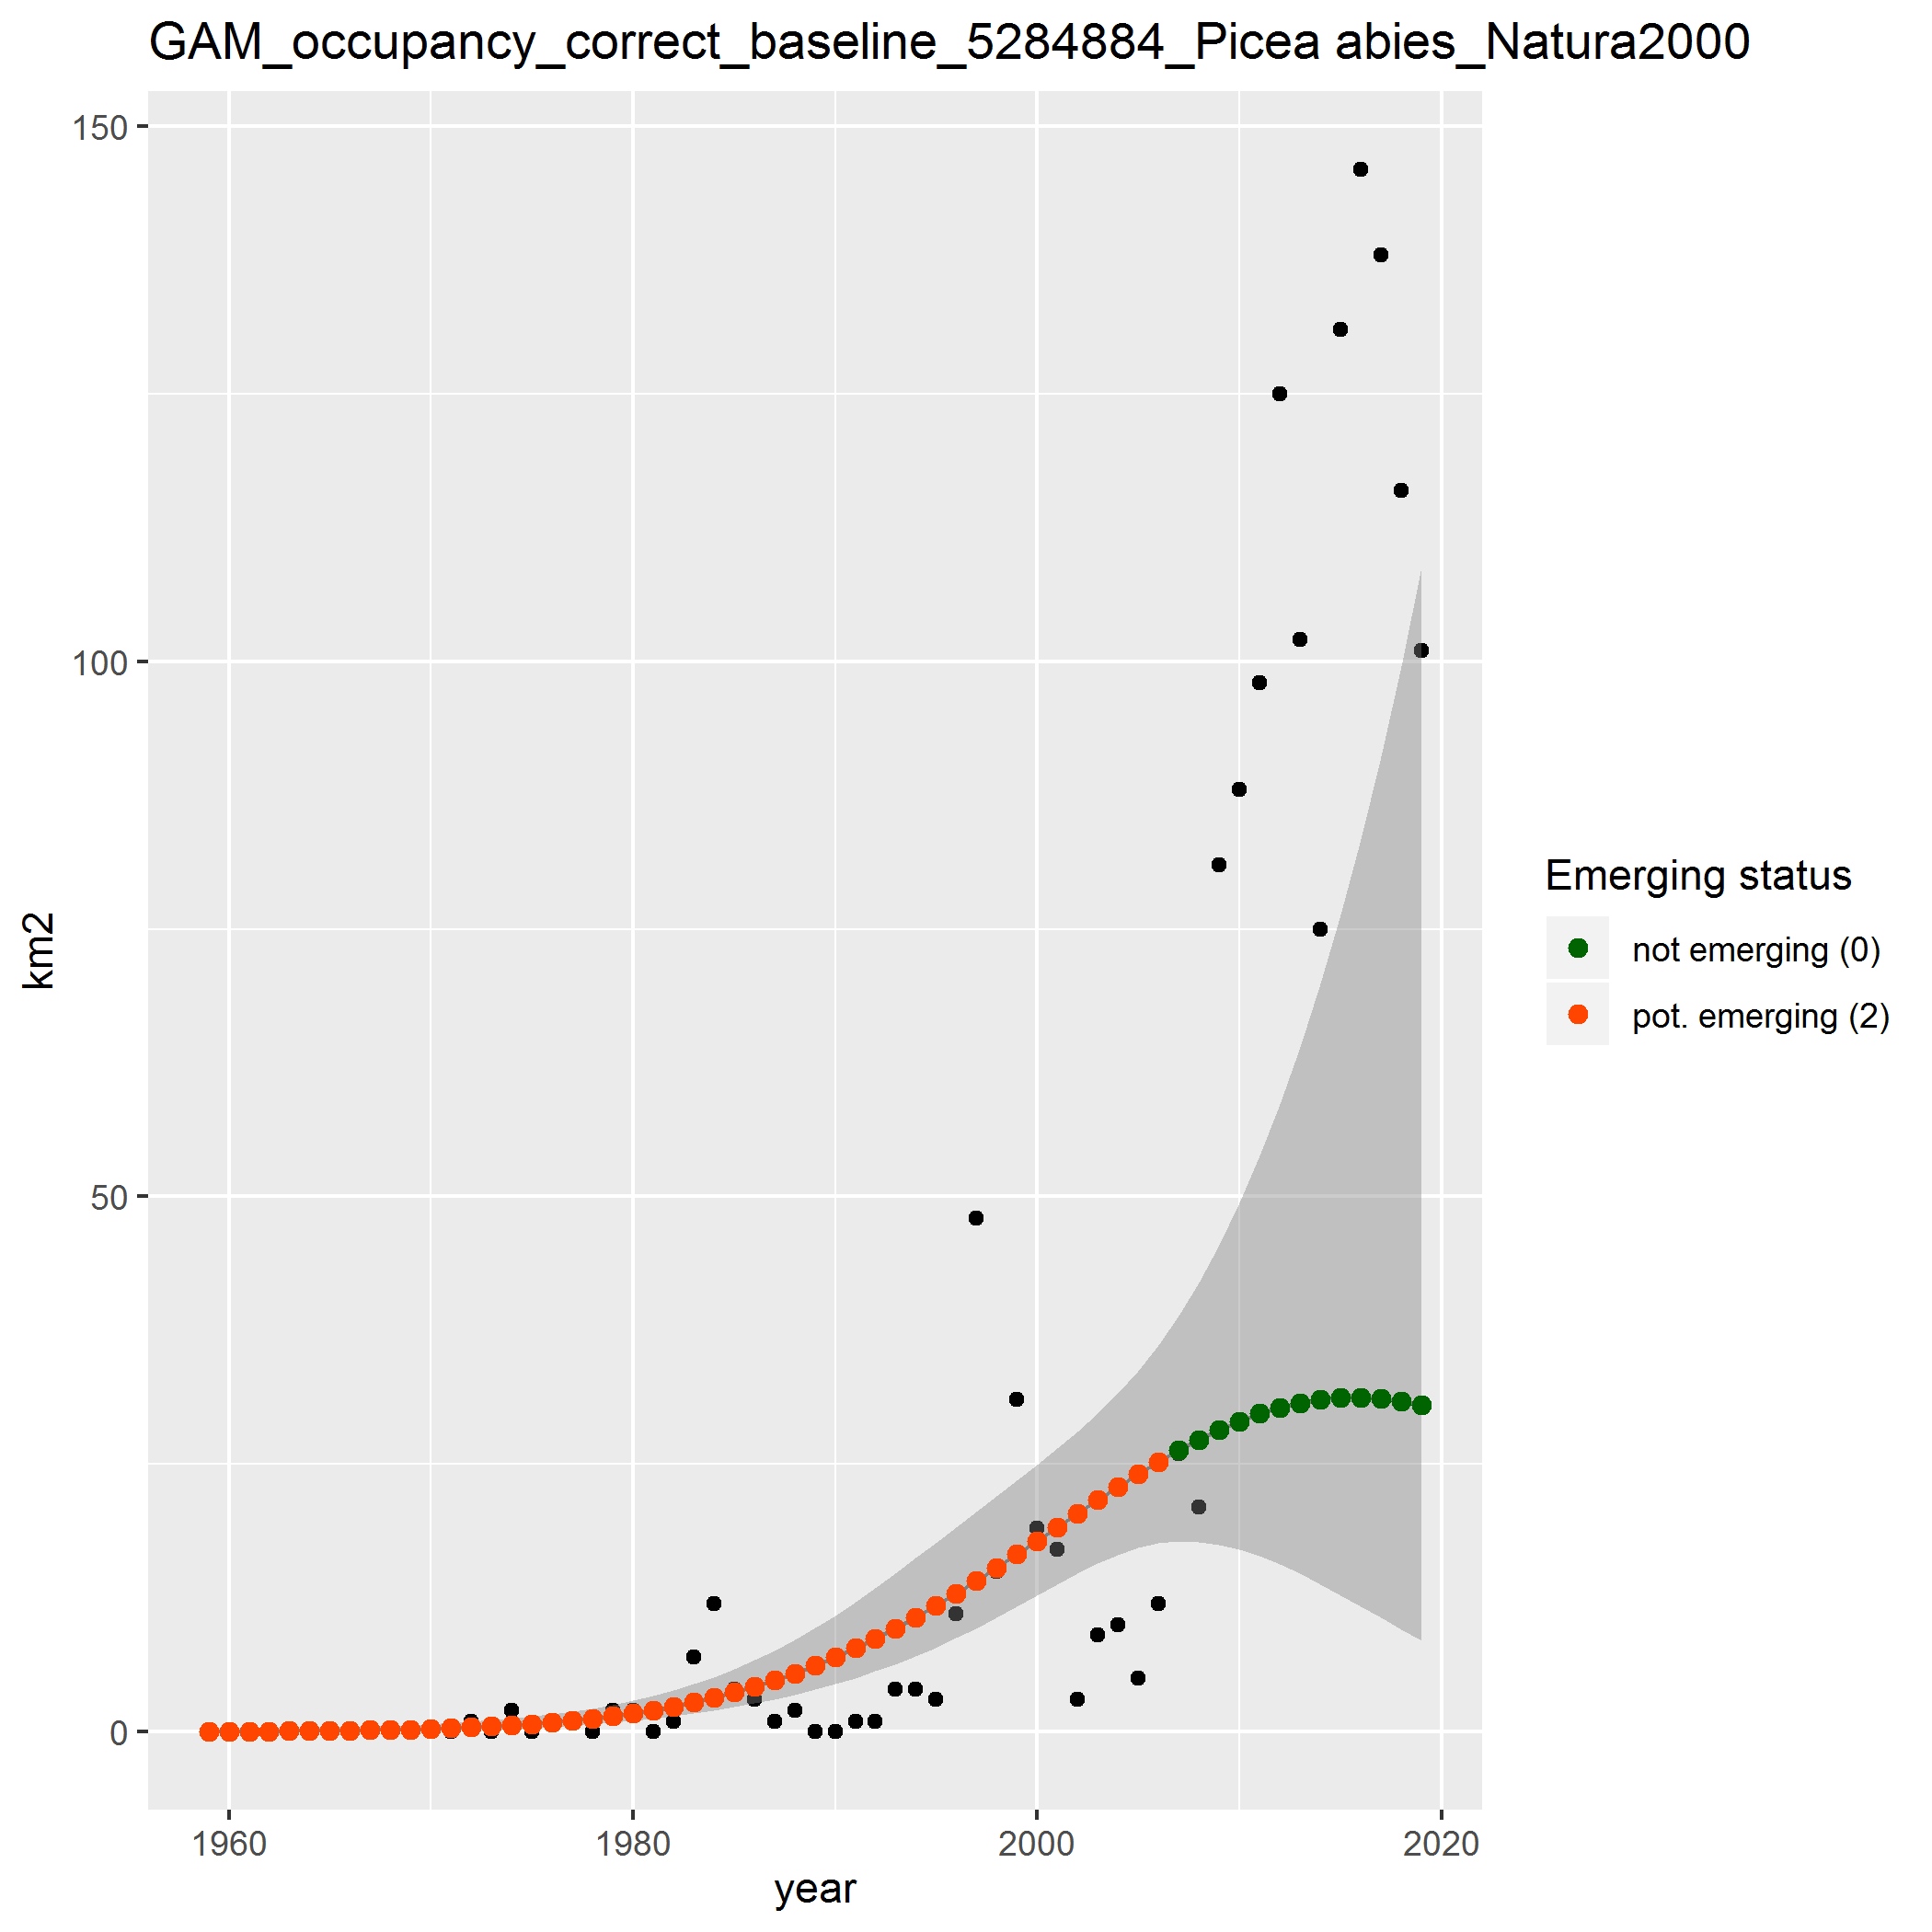 GAM_occupancy_correct_baseline_5284884_Picea abies_Natura2000
150
100
50
0
km2
1960
1980
2000
2020
year
Emerging status
not emerging (0)
pot. emerging (2)